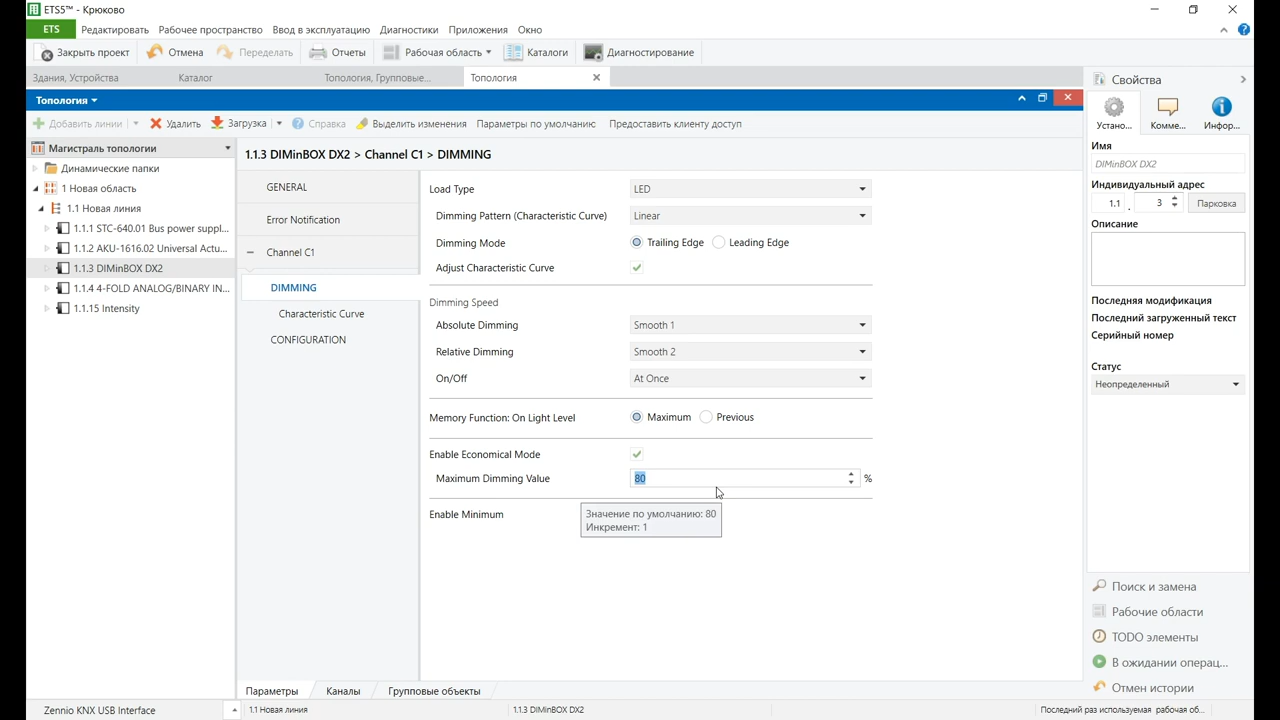 ETS5™ - Крюково
ETS Редактировать Рабочее пространство Ввод в эксплуатацию Диагностики Приложения Окно
Закрыть проект Отмена Переделать Отчеты Рабочая область Каталоги Диагностирование
Здания, Устройства Каталог Топология, Групповые... Топология
Топология
Добавить линии Удалить Загрузка Справка Выделить изменения Параметры по умолчанию Предоставить клиенту доступ
Магистраль топологии
Динамические папки
1 Новая область
1.1 Новая линия
1.1.1 STC-640.01 Bus power suppl...
1.1.2 AKU-1616.02 Universal Actu...
1.1.3 DIMinBOX DX2
1.1.4 4-FOLD ANALOG/BINARY IN...
1.1.15 Intensity
1.1.3 DIMinBOX DX2 > Channel C1 > DIMMING
GENERAL
Error Notification
Channel C1
DIMMING
Characteristic Curve
CONFIGURATION
Load Type LED
Dimming Pattern (Characteristic Curve) Linear
Dimming Mode Trailing Edge Leading Edge
Adjust Characteristic Curve
Dimming Speed
Absolute Dimming Smooth 1
Relative Dimming Smooth 2
On/Off At Once
Memory Function: On Light Level Maximum Previous
Enable Economical Mode
Maximum Dimming Value 80 %
Enable Minimum
Значение по умолчанию: 80
Инкремент: 1
Параметры Каналы Групповые объекты
Свойства
Устано... Комме... Инфор...
Имя
DIMinBOX DX2
Индивидуальный адрес
1.1 . 3 Парковка
Описание
Последняя модификация
Последний загруженный текст
Серийный номер
Статус
Неопределенный
Поиск и замена
Рабочие области
TODO элементы
В ожидании операц...
Отмен истории
Zennio KNX USB Interface 1.1 Новая линия 1.1.3 DIMinBOX DX2 Последний раз используемая рабочая об...